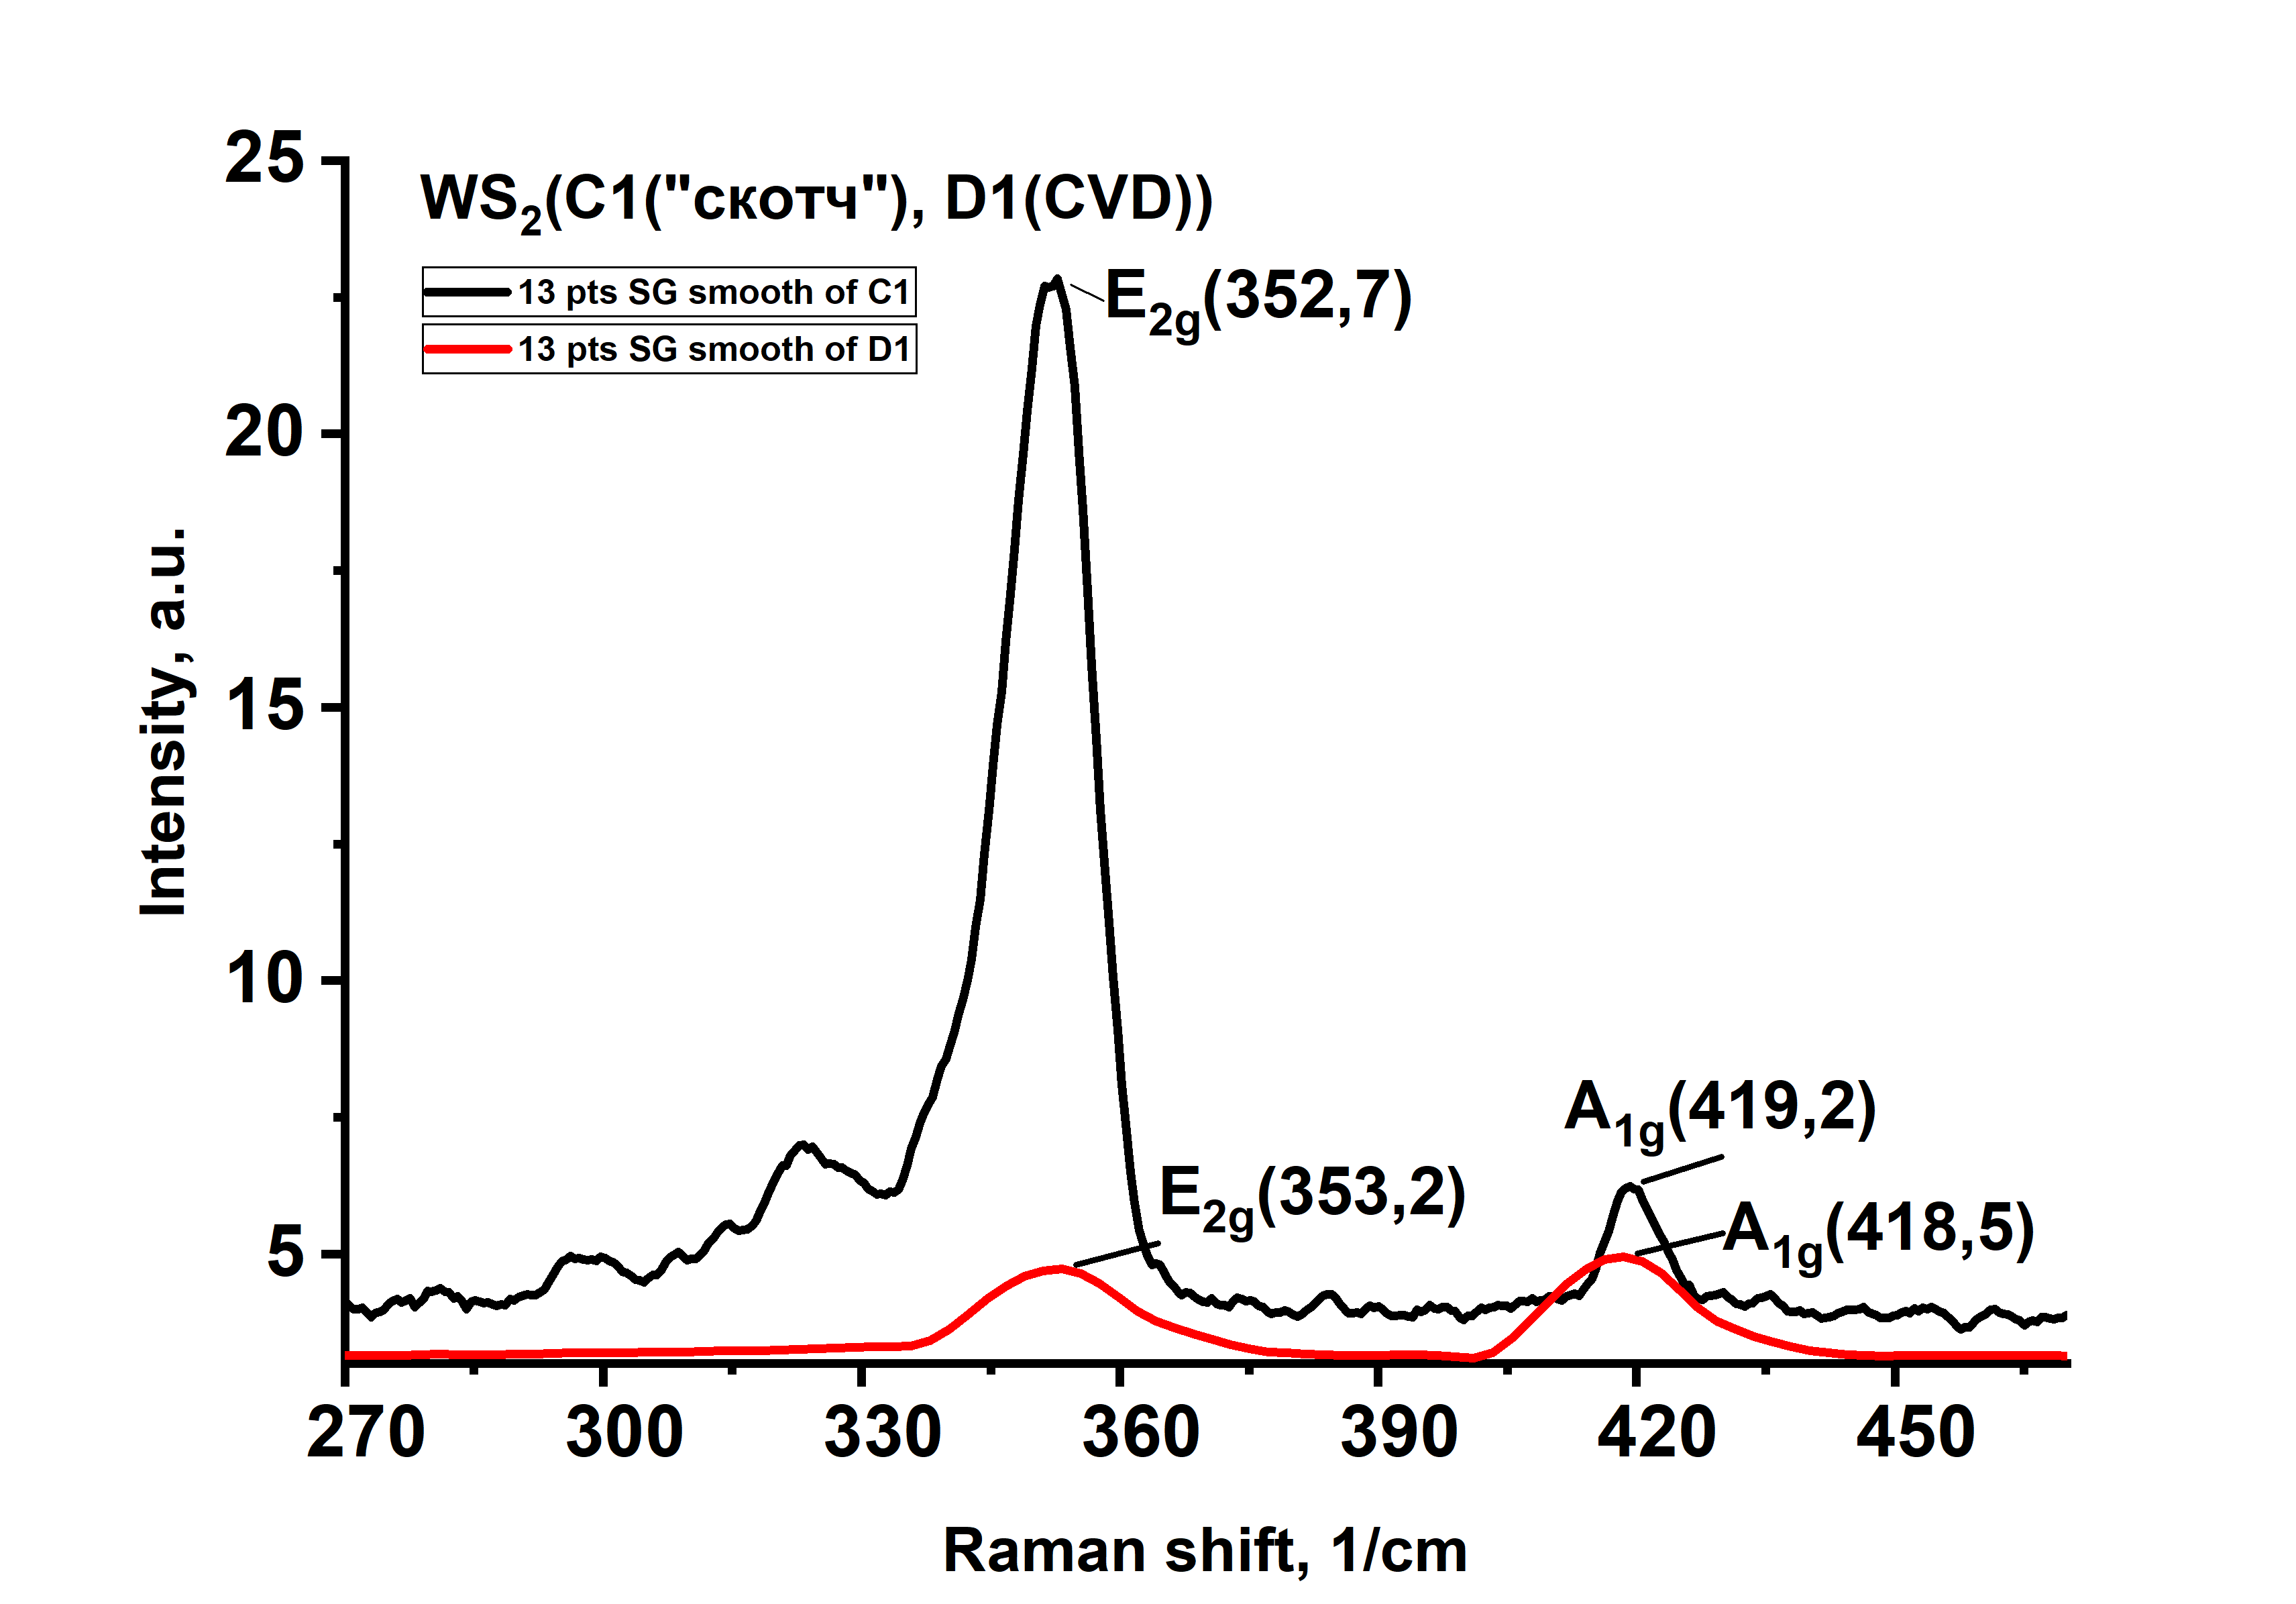 WS₂(C1("скотч"), D1(CVD))
13 pts SG smooth of C1
13 pts SG smooth of D1
E₂g(352,7)
A₁g(419,2)
E₂g(353,2)
A₁g(418,5)
25
20
15
10
5
Intensity, a.u.
270 300 330 360 390 420 450
Raman shift, 1/cm